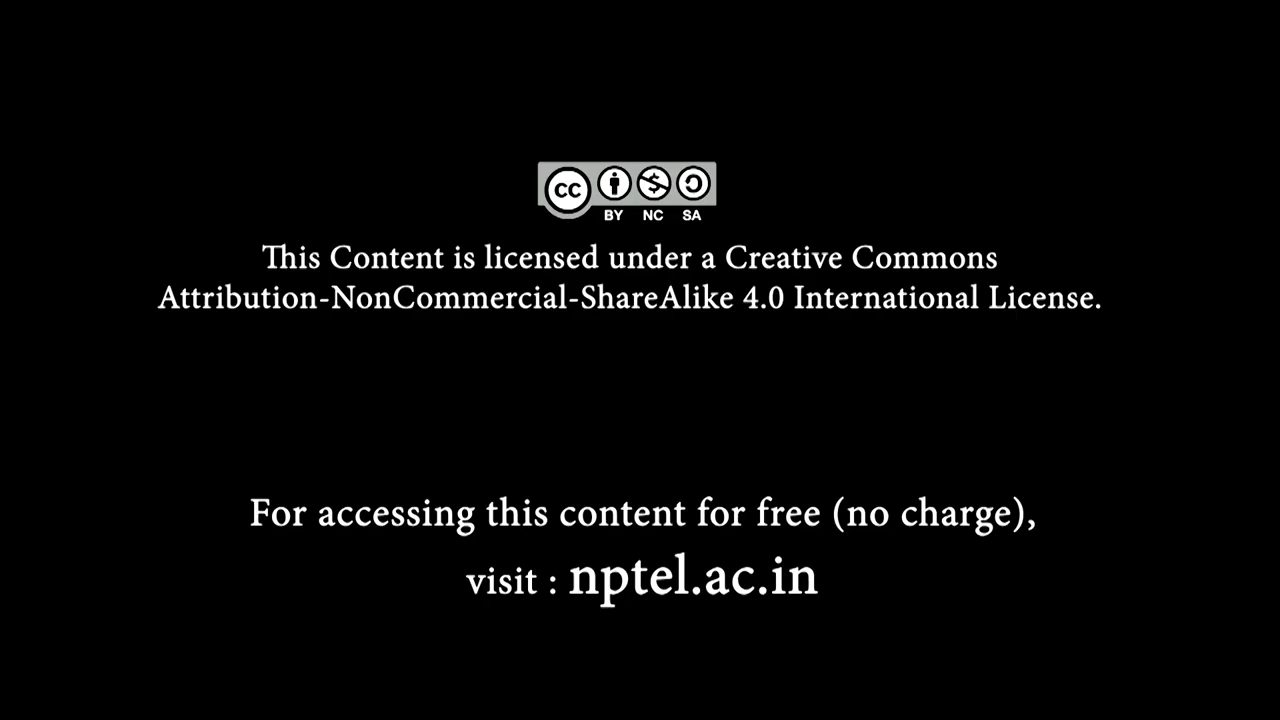 cc BY NC SA
This Content is licensed under a Creative Commons
Attribution-NonCommercial-ShareAlike 4.0 International License.
For accessing this content for free (no charge),
visit : nptel.ac.in